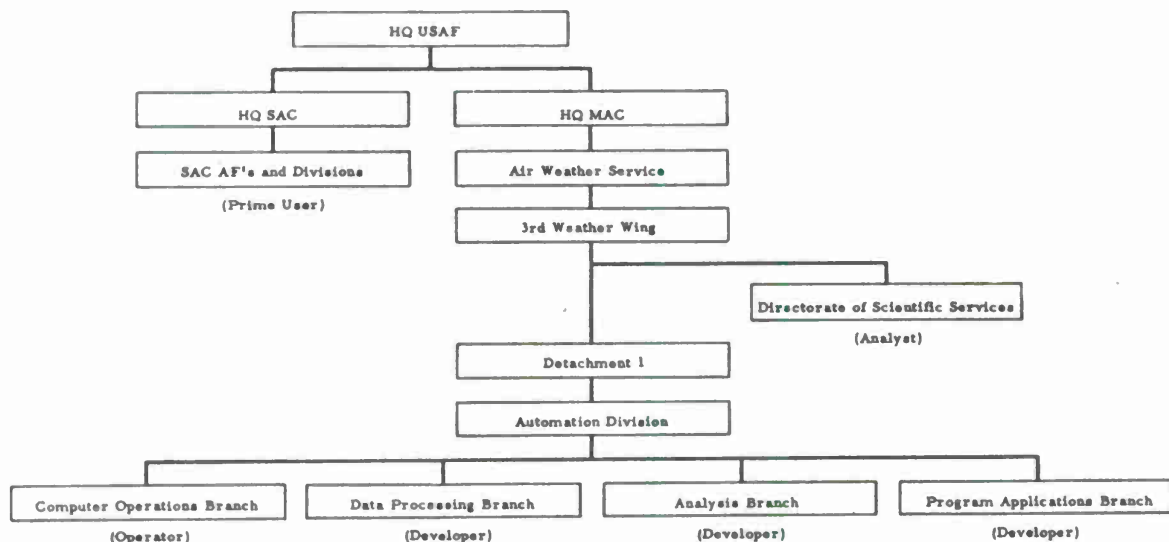 HQ USAF
HQ SAC
HQ MAC
SAC AF's and Divisions
Air Weather Service
(Prime User)
3rd Weather Wing
Directorate of Scientific Services
(Analyst)
Detachment 1
Automation Division
Computer Operations Branch
Data Processing Branch
Analysis Branch
Program Applications Branch
(Operator)
(Developer)
(Developer)
(Developer)